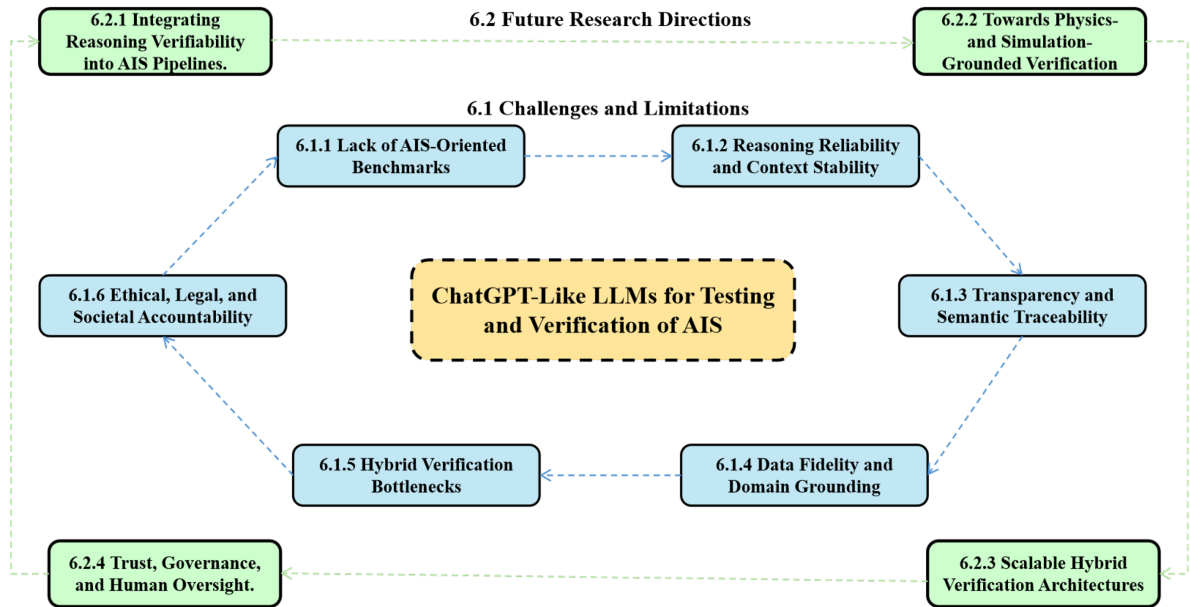 6.2 Future Research Directions
6.2.1 Integrating
Reasoning Verifiability
into AIS Pipelines.
6.2.2 Towards Physics-
and Simulation-
Grounded Verification
6.1 Challenges and Limitations
6.1.1 Lack of AIS-Oriented
Benchmarks
6.1.2 Reasoning Reliability
and Context Stability
6.1.6 Ethical, Legal, and
Societal Accountability
ChatGPT-Like LLMs for Testing
and Verification of AIS
6.1.3 Transparency and
Semantic Traceability
6.1.5 Hybrid Verification
Bottlenecks
6.1.4 Data Fidelity and
Domain Grounding
6.2.4 Trust, Governance,
and Human Oversight.
6.2.3 Scalable Hybrid
Verification Architectures